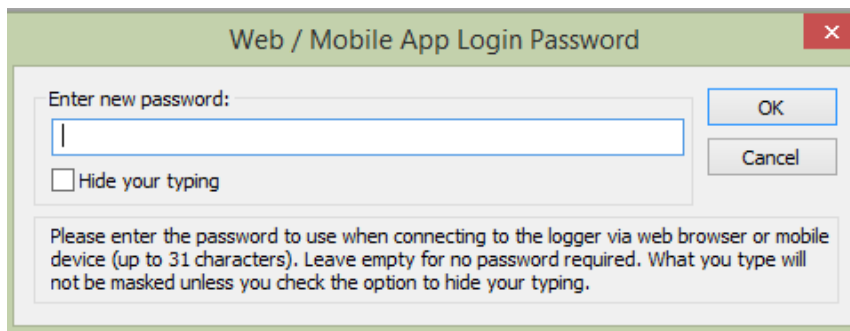 Web / Mobile App Login Password
Enter new password:
OK
Cancel
Hide your typing
Please enter the password to use when connecting to the logger via web browser or mobile
device (up to 31 characters). Leave empty for no password required. What you type will
not be masked unless you check the option to hide your typing.